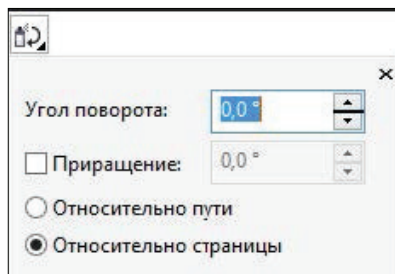 Угол поворота: 0,0 °
Приращение: 0,0 °
Относительно пути
Относительно страницы